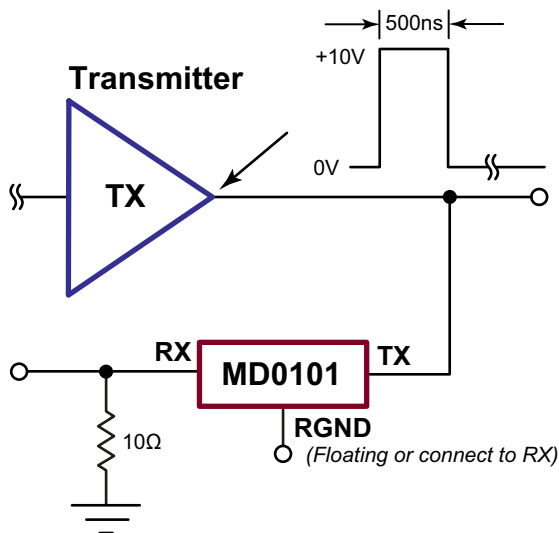 500ns
+10V
Transmitter
0V
TX
RX
MD0101
TX
RGND
(Floating or connect to RX)
10Ω